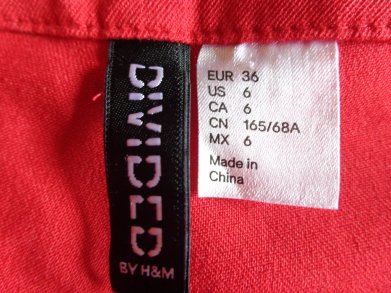 DIVIDED
BY H&M
EUR 36
US 6
CA 6
CN 165/68A
MX 6
Made in
China